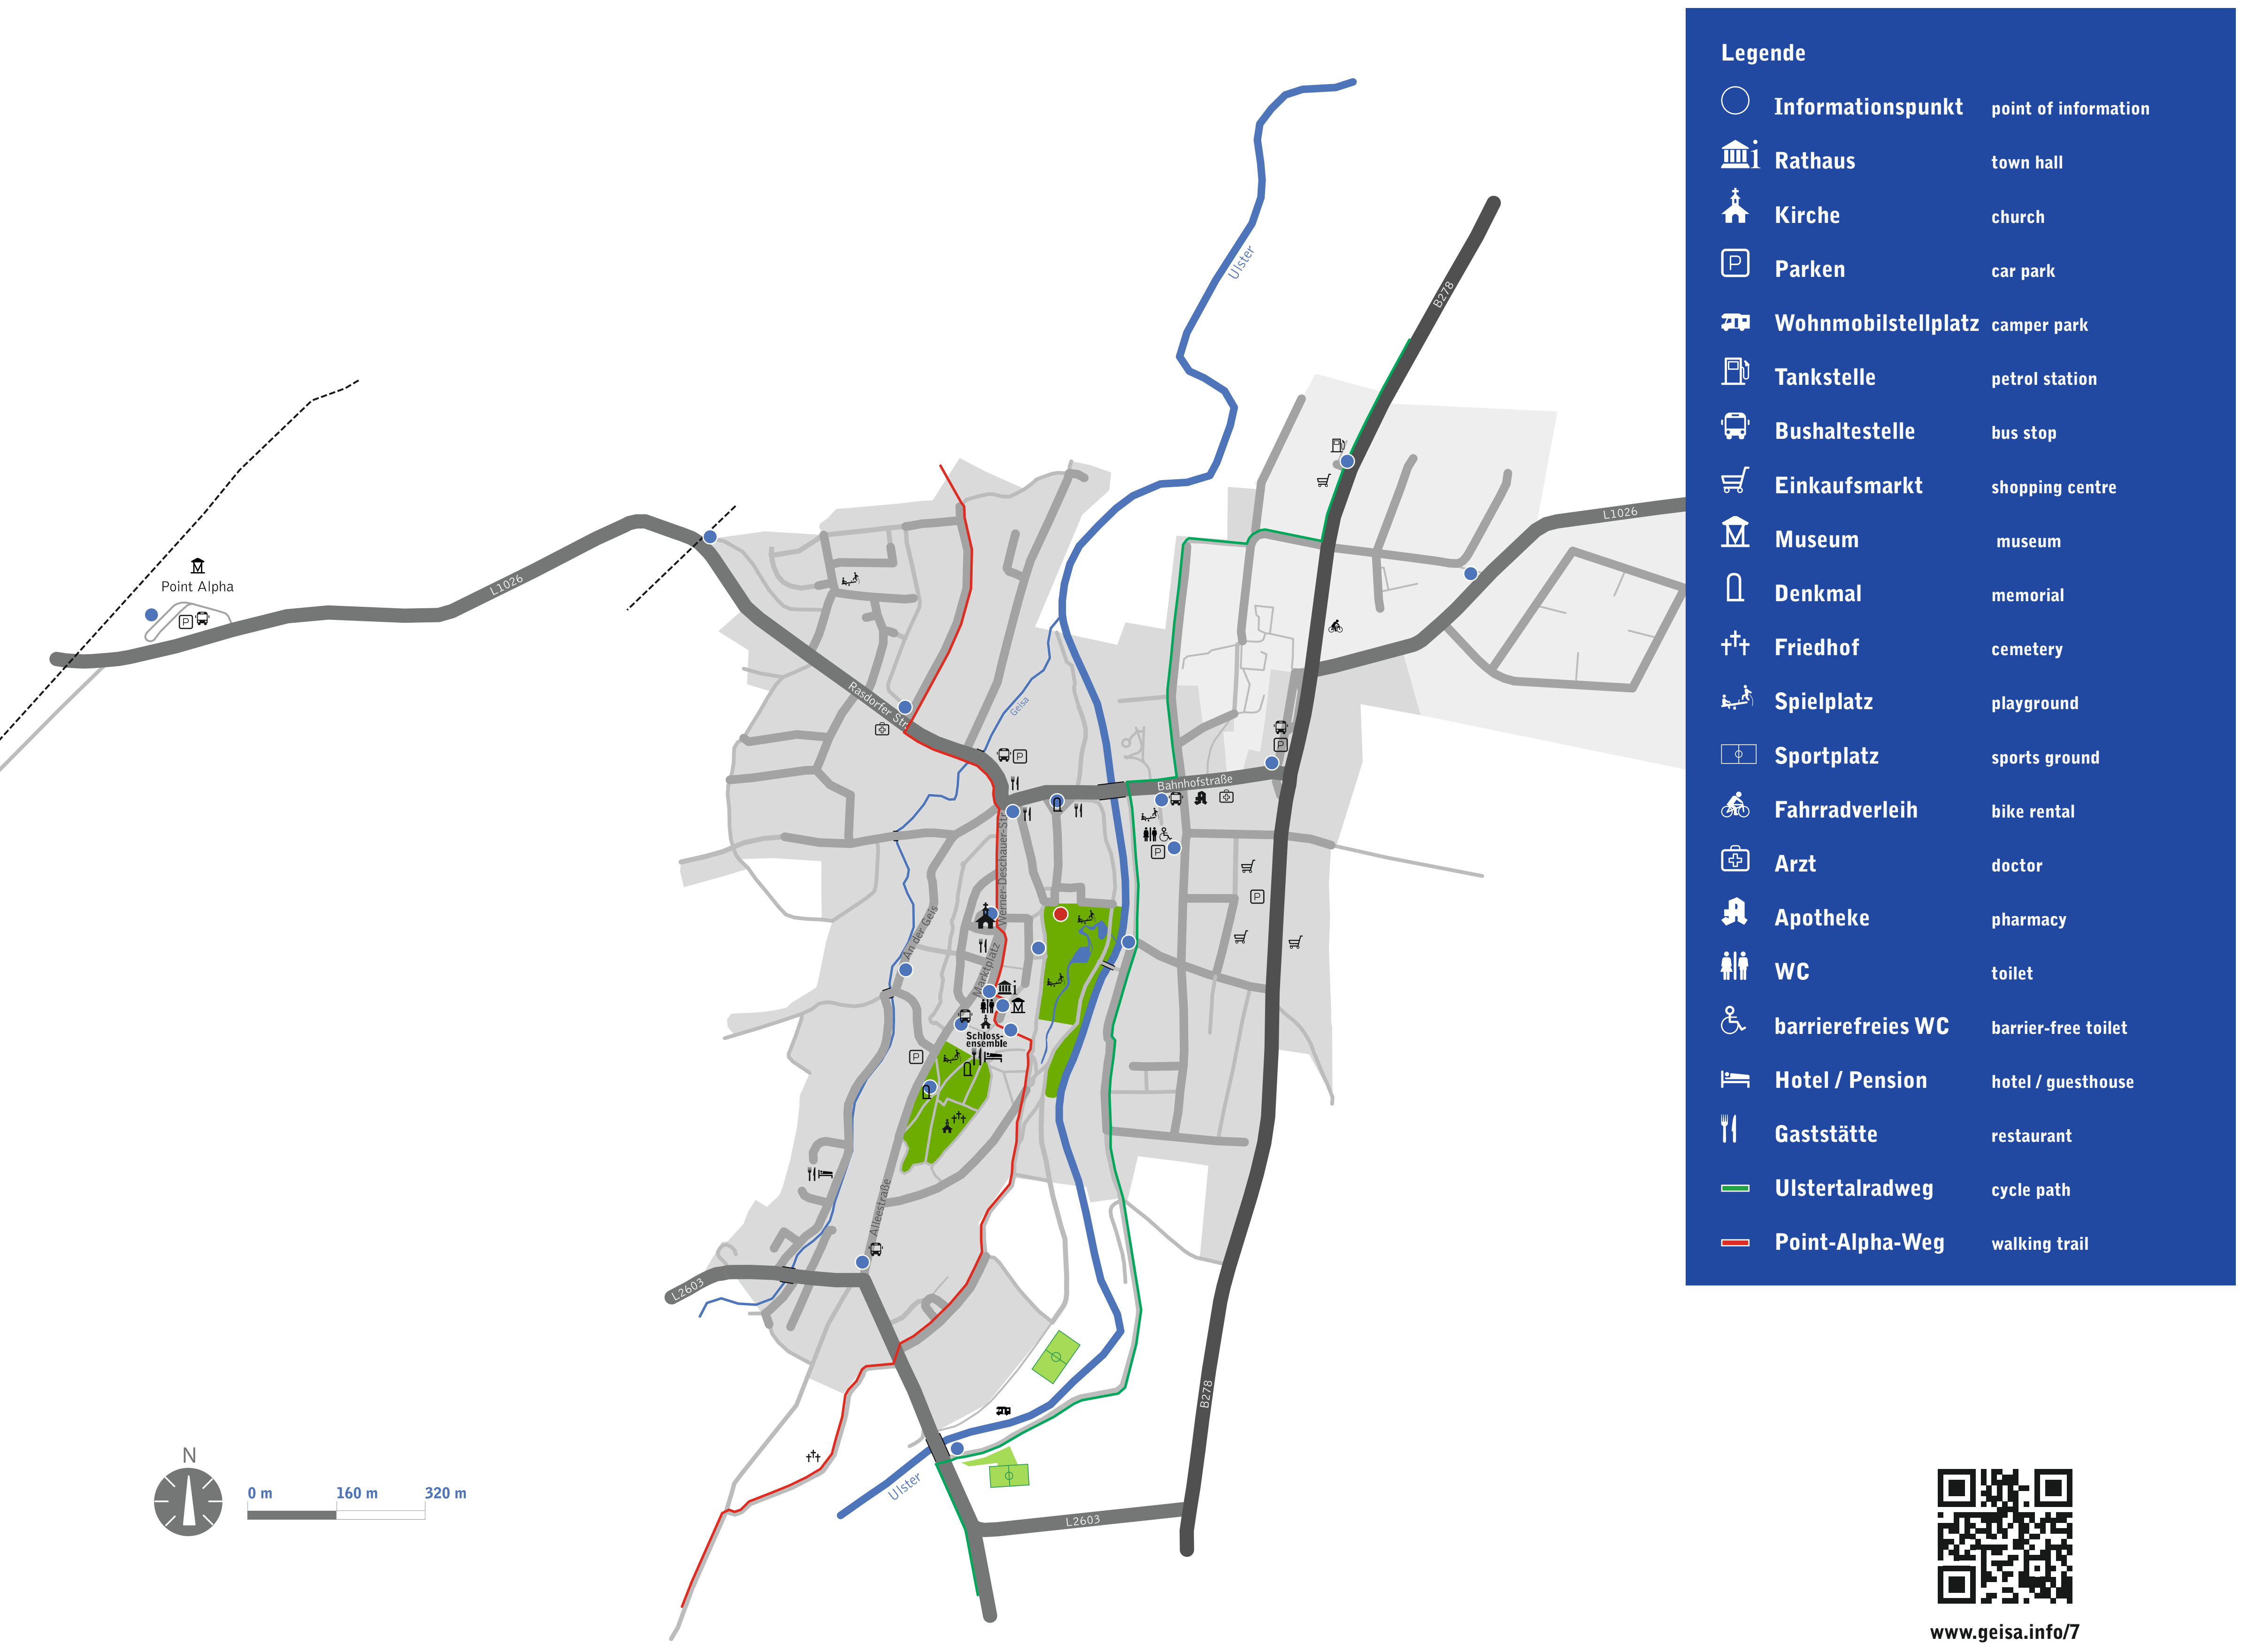 Legende
Informationspunkt point of information
i Rathaus town hall
Kirche church
P Parken car park
Wohnmobilstellplatz camper park
Tankstelle petrol station
Bushaltestelle bus stop
Einkaufsmarkt shopping centre
M Museum museum
Denkmal memorial
Friedhof cemetery
Spielplatz playground
Sportplatz sports ground
Fahrradverleih bike rental
Arzt doctor
Apotheke pharmacy
WC toilet
barrierefreies WC barrier-free toilet
Hotel / Pension hotel / guesthouse
Gaststätte restaurant
Ulstertalradweg cycle path
Point-Alpha-Weg walking trail
Ulster
B278
L1026
M
Point Alpha
P
L1026
Rasdorfer Str.
Geisa
P
P
Bahnhofstraße
Werner-Deschauer-Str.
P
P
An der Geis
Marktplatz
i
M
Schloss-
ensemble
P
Alleestraße
L2603
B278
Ulster
L2603
N
0 m 160 m 320 m
www.geisa.info/7